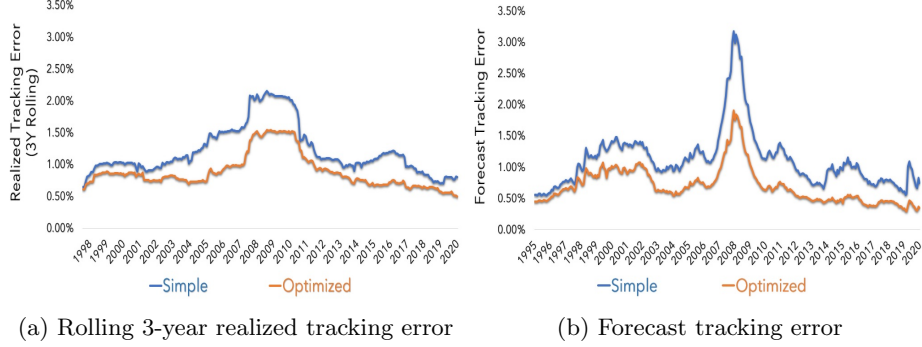 Realized Tracking Error
(3Y Rolling)
3.50%
3.00%
2.50%
2.00%
1.50%
1.00%
0.50%
0.00%
1998 1999 2000 2001 2002 2003 2004 2005 2006 2007 2008 2009 2010 2011 2012 2013 2014 2015 2016 2017 2018 2019 2020
Simple Optimized
(a) Rolling 3-year realized tracking error
Forecast Tracking Error
3.50%
3.00%
2.50%
2.00%
1.50%
1.00%
0.50%
0.00%
1995 1996 1997 1998 1999 2000 2001 2002 2003 2004 2005 2006 2007 2008 2009 2010 2011 2012 2013 2014 2015 2016 2017 2018 2019 2020
Simple Optimized
(b) Forecast tracking error